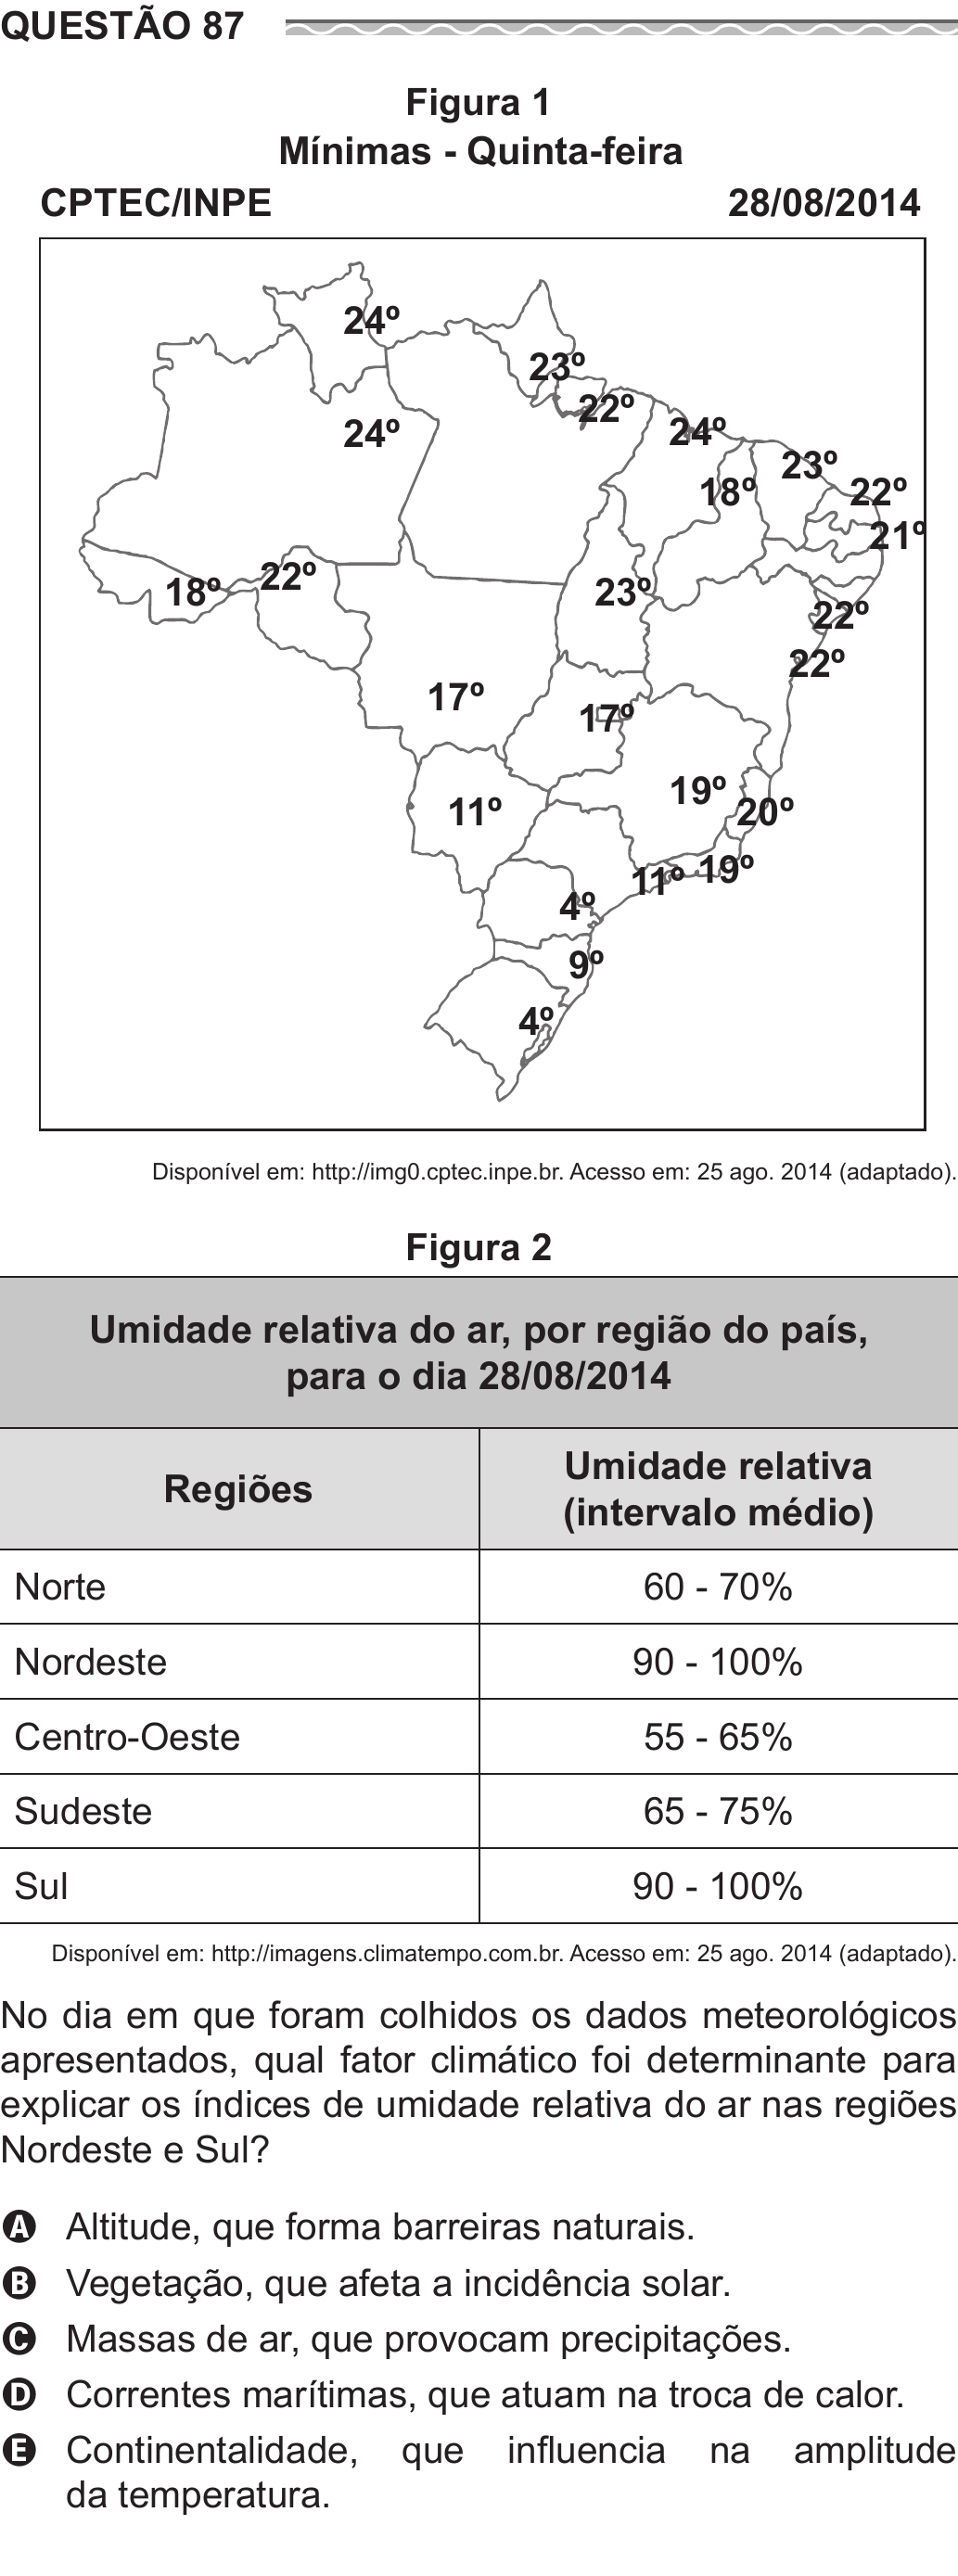 QUESTÃO 87
Figura 1
Mínimas - Quinta-feira
CPTEC/INPE 28/08/2014
24º
23º
22º
24º
24º
23º
18º
22º
21º
22º
18º
23º
22º
22º
17º
17º
19º
11º
20º
19º
11º
4º
9º
4º
Disponível em: http://img0.cptec.inpe.br. Acesso em: 25 ago. 2014 (adaptado).
Figura 2
Umidade relativa do ar, por região do país,
para o dia 28/08/2014
Regiões
Umidade relativa
(intervalo médio)
Norte 60 - 70%
Nordeste 90 - 100%
Centro-Oeste 55 - 65%
Sudeste 65 - 75%
Sul 90 - 100%
Disponível em: http://imagens.climatempo.com.br. Acesso em: 25 ago. 2014 (adaptado).
No dia em que foram colhidos os dados meteorológicos
apresentados, qual fator climático foi determinante para
explicar os índices de umidade relativa do ar nas regiões
Nordeste e Sul?
A Altitude, que forma barreiras naturais.
B Vegetação, que afeta a incidência solar.
C Massas de ar, que provocam precipitações.
D Correntes marítimas, que atuam na troca de calor.
E Continentalidade, que influencia na amplitude
da temperatura.